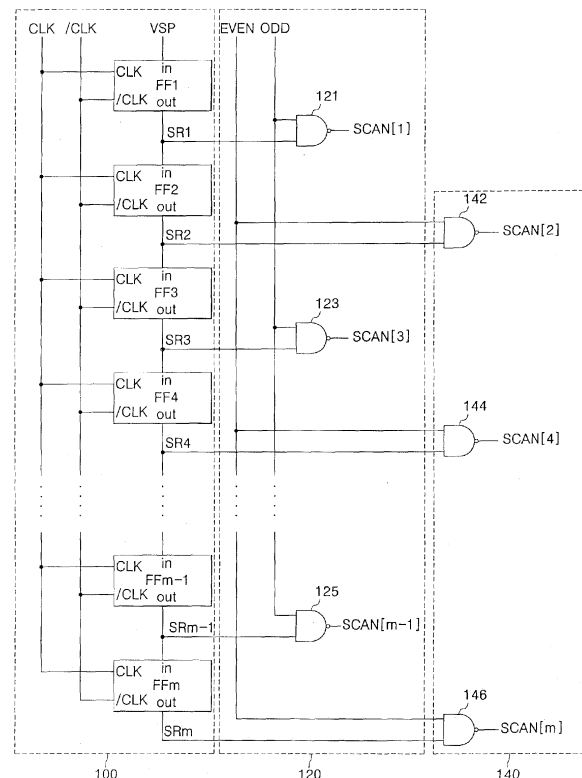 CLK /CLK VSP EVEN ODD
CLK in
FF1
/CLK out
121
SCAN[1]
SR1
CLK in
FF2
/CLK out
142
SCAN[2]
SR2
CLK in
FF3
/CLK out
123
SCAN[3]
SR3
CLK in
FF4
/CLK out
144
SCAN[4]
SR4
CLK in
FFm-1
/CLK out
125
SCAN[m-1]
SRm-1
CLK in
FFm
/CLK out
146
SCAN[m]
SRm
100 120 140